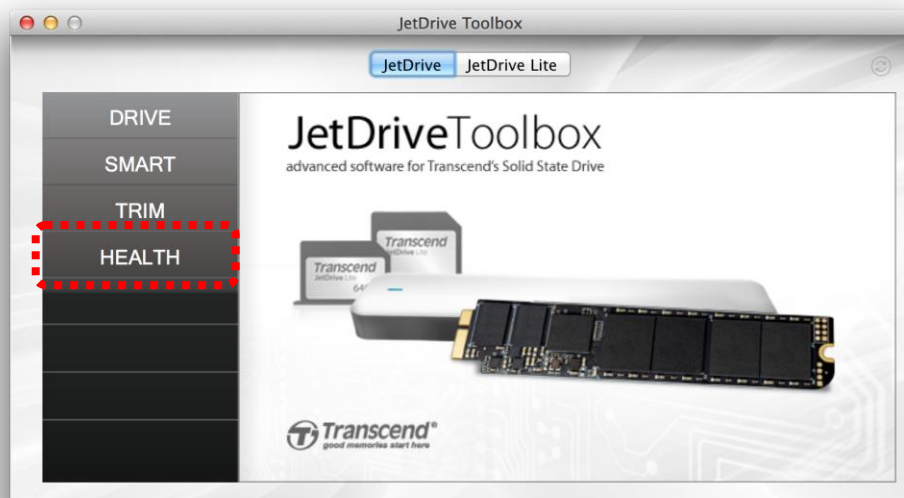 JetDrive Toolbox
JetDrive JetDrive Lite
DRIVE
SMART
TRIM
HEALTH
JetDriveToolbox
advanced software for Transcend's Solid State Drive
Transcend
JetDrive Lite
Transcend
JetDrive Lite
64
Transcend®
good memories start here